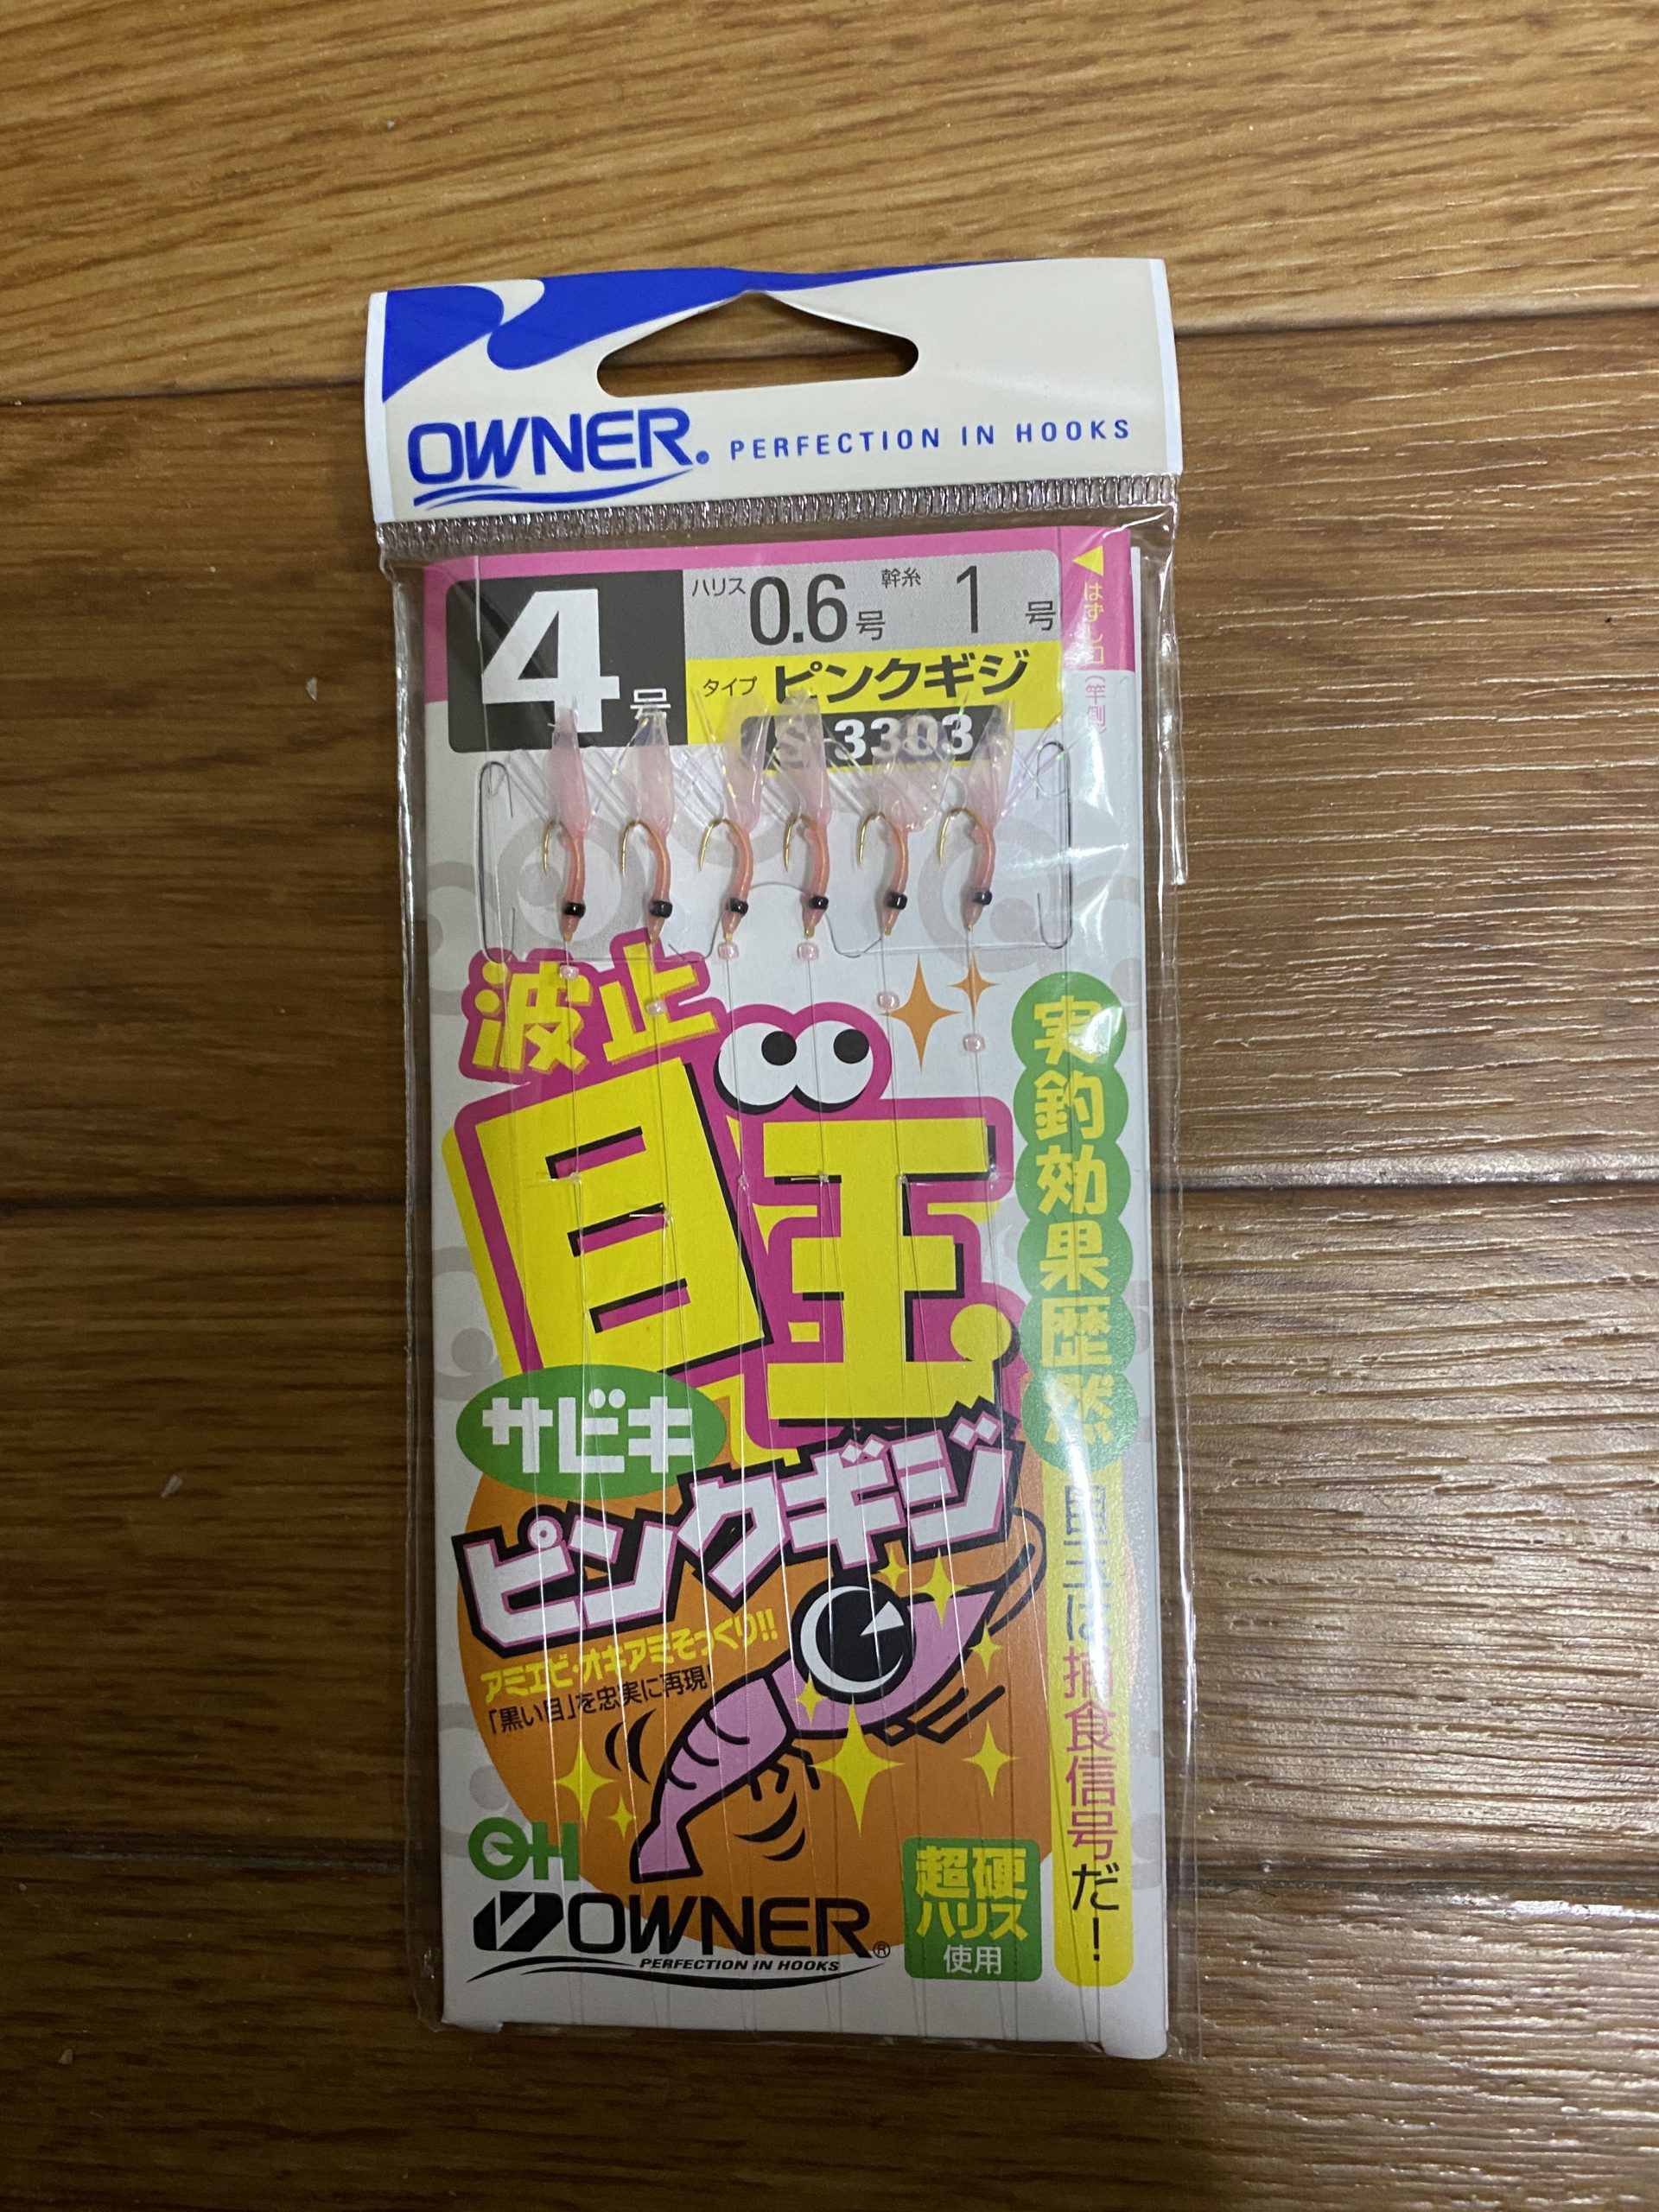 OWNER. PERFECTION IN HOOKS
4号
ハリス 0.6号 幹糸 1号
タイプ ピンクギジ
3303
はずし口(竿側)
波止
目玉
サビキ
ピンクギジ
アミエビ・オキアミそっくり!!
「黒い目」を忠実に再現!
実釣効果歴然
目玉は捕食信号だ!
OH
OWNER®
PERFECTION IN HOOKS
超硬
ハリス
使用